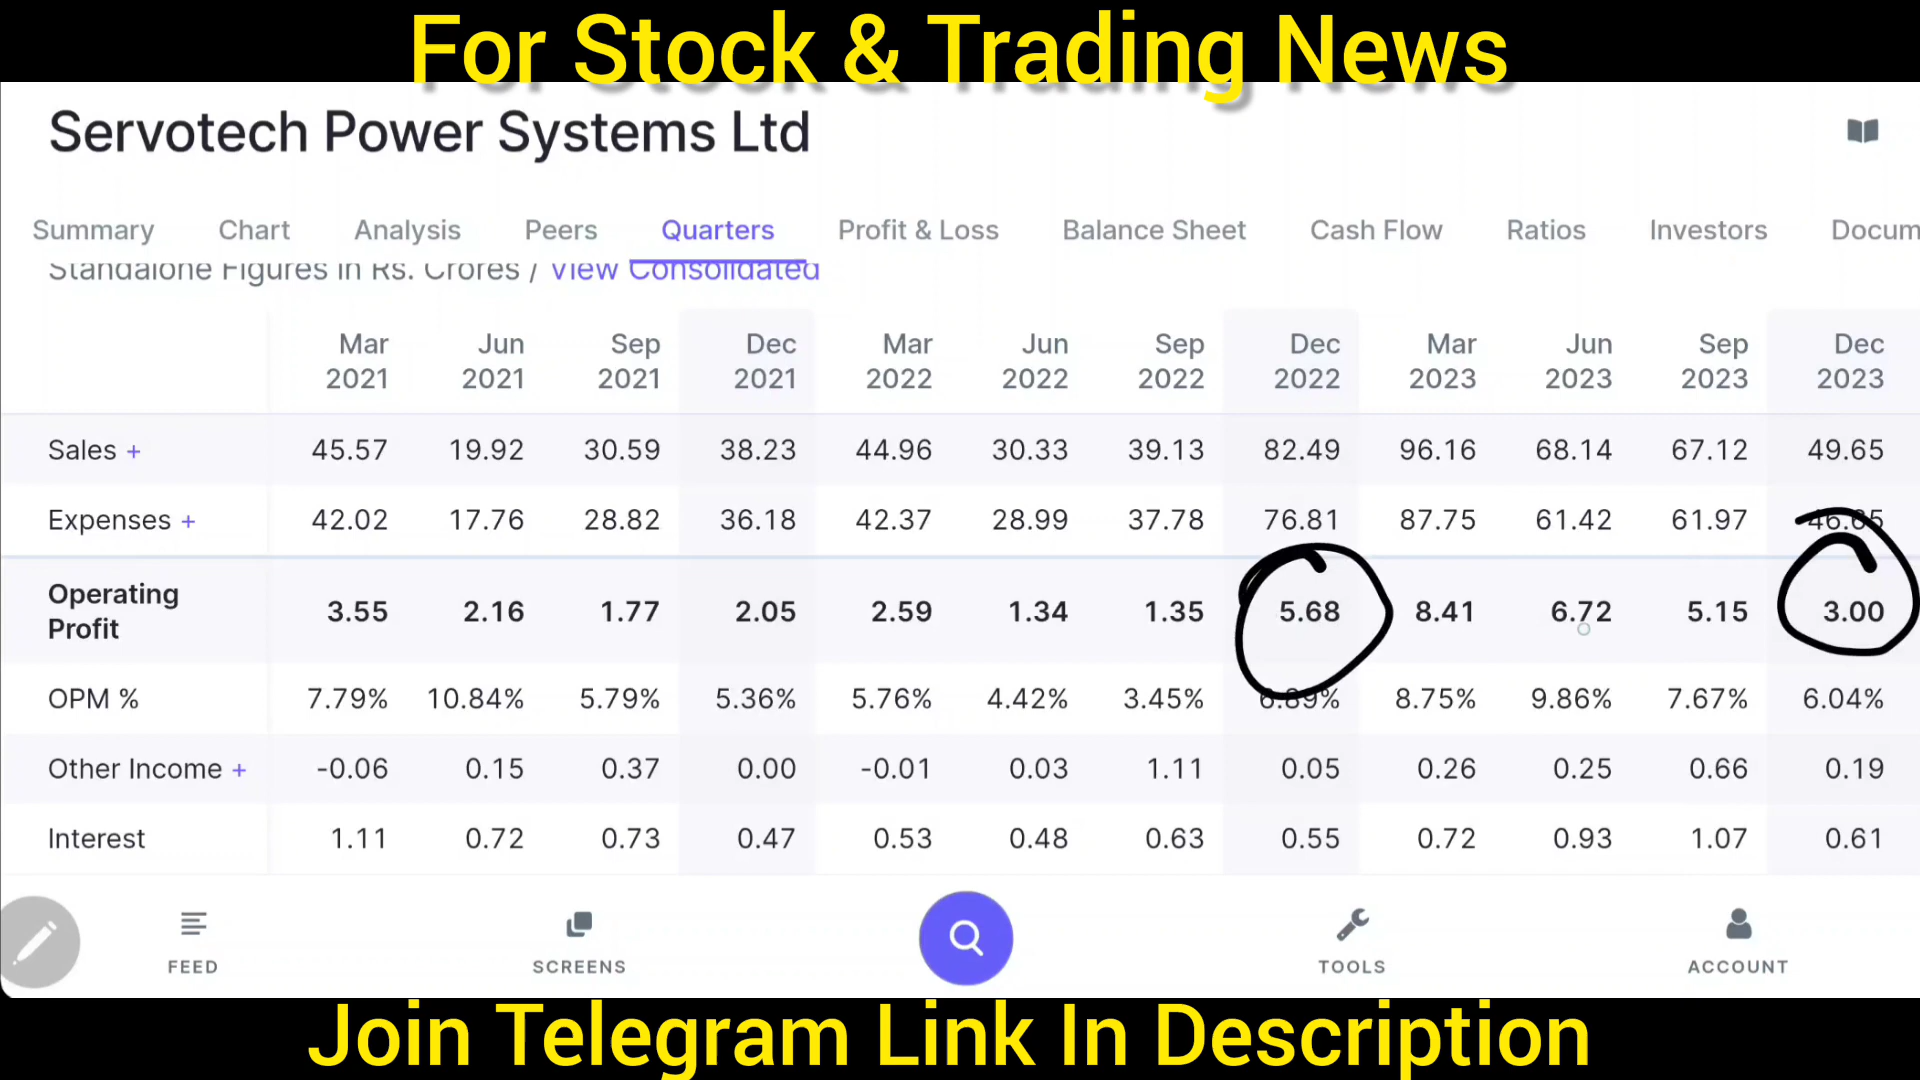 For Stock & Trading News
Servotech Power Systems Ltd
Summary Chart Analysis Peers Quarters Profit & Loss Balance Sheet Cash Flow Ratios Investors Docum
Standalone Figures in Rs. Crores / View Consolidated
Mar Jun Sep Dec Mar Jun Sep Dec Mar Jun Sep Dec
2021 2021 2021 2021 2022 2022 2022 2022 2023 2023 2023 2023
Sales + 45.57 19.92 30.59 38.23 44.96 30.33 39.13 82.49 96.16 68.14 67.12 49.65
Expenses + 42.02 17.76 28.82 36.18 42.37 28.99 37.78 76.81 87.75 61.42 61.97 46.65
Operating
Profit 3.55 2.16 1.77 2.05 2.59 1.34 1.35 5.68 8.41 6.72 5.15 3.00
OPM % 7.79% 10.84% 5.79% 5.36% 5.76% 4.42% 3.45% 6.89% 8.75% 9.86% 7.67% 6.04%
Other Income + -0.06 0.15 0.37 0.00 -0.01 0.03 1.11 0.05 0.26 0.25 0.66 0.19
Interest 1.11 0.72 0.73 0.47 0.53 0.48 0.63 0.55 0.72 0.93 1.07 0.61
FEED SCREENS TOOLS ACCOUNT
Join Telegram Link In Description